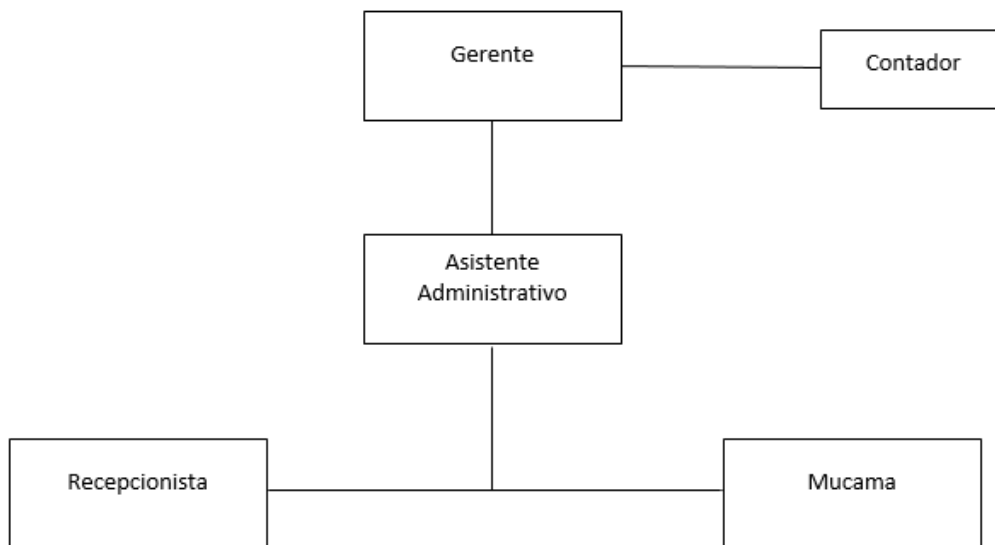 Gerente
Contador
Asistente
Administrativo
Recepcionista
Mucama